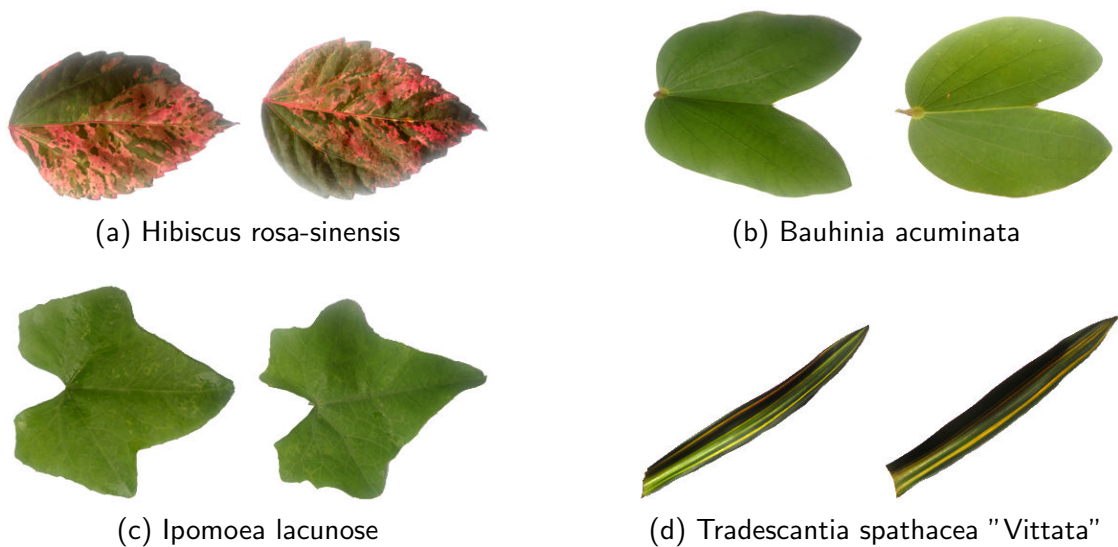 (a) Hibiscus rosa-sinensis
(b) Bauhinia acuminata
(c) Ipomoea lacunose
(d) Tradescantia spathacea ”Vittata”